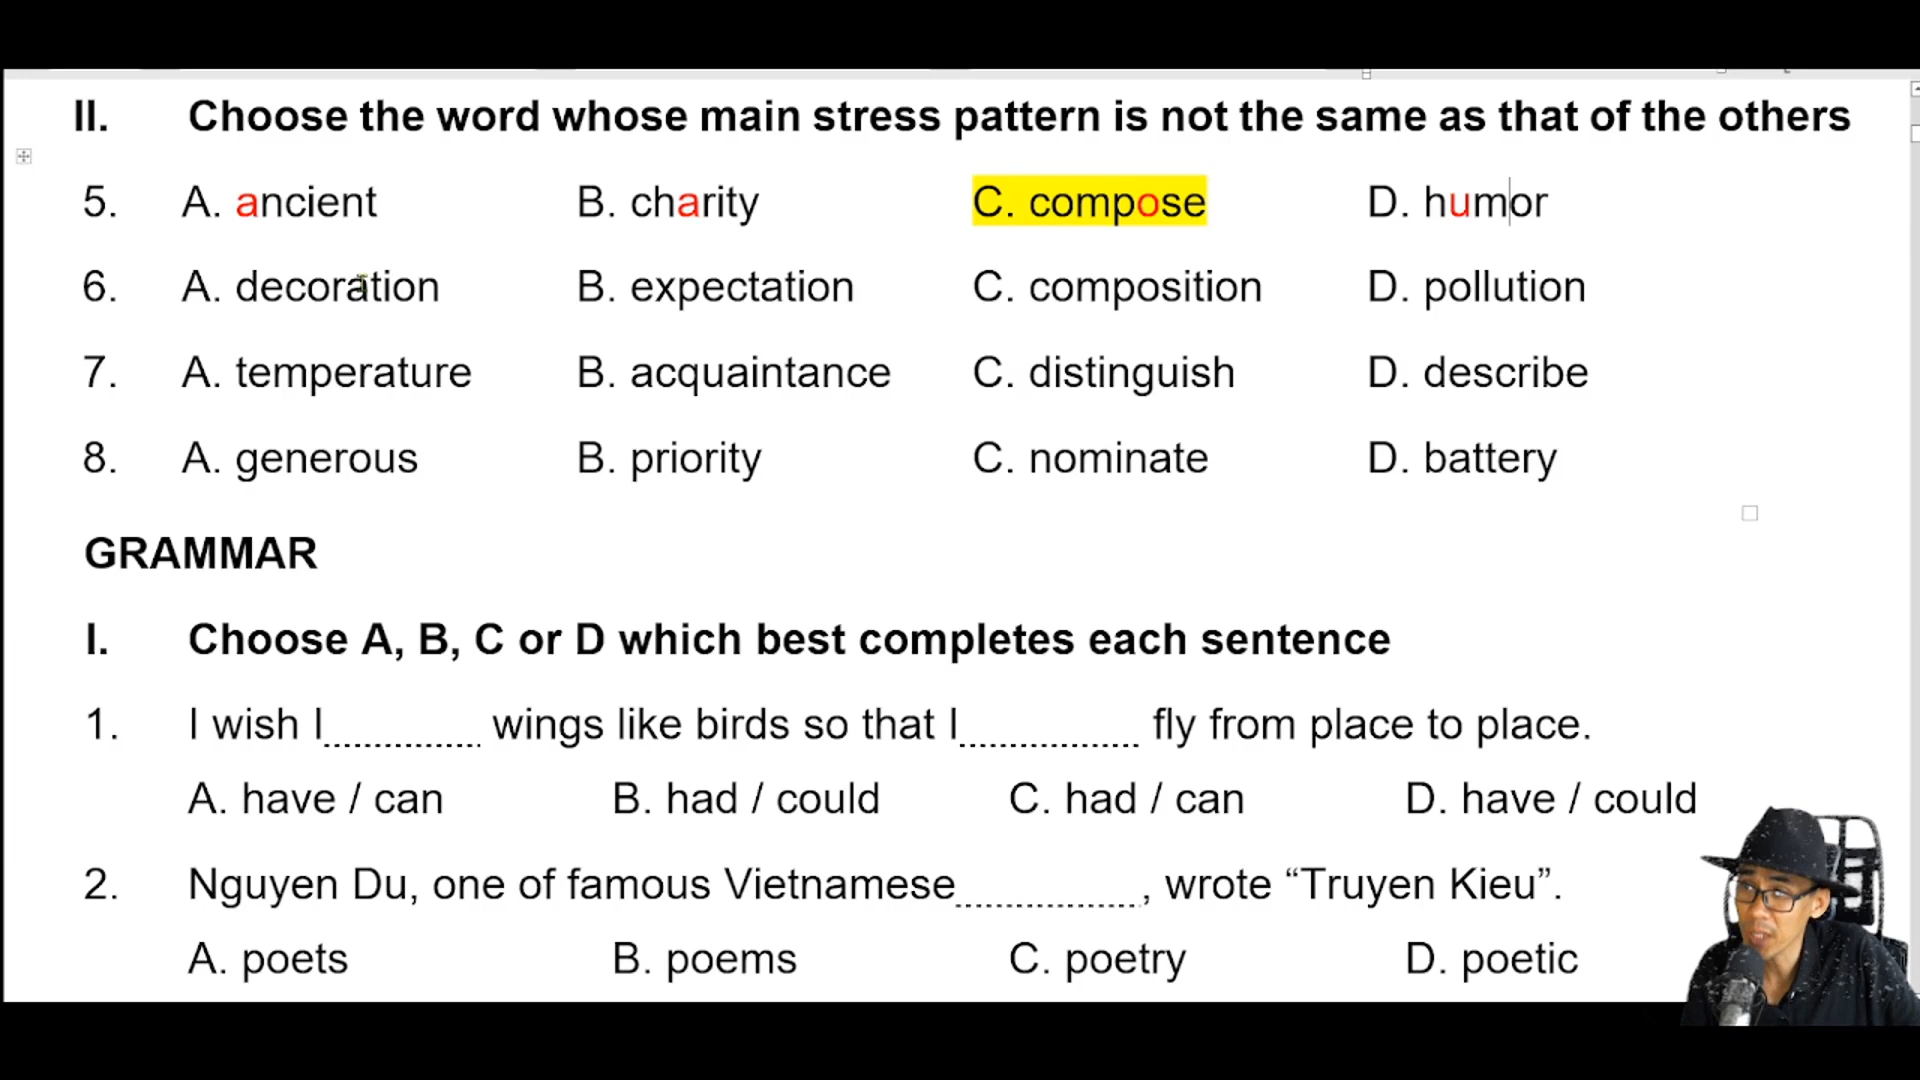 II. Choose the word whose main stress pattern is not the same as that of the others
5. A. ancient B. charity C. compose D. humor
6. A. decoration B. expectation C. composition D. pollution
7. A. temperature B. acquaintance C. distinguish D. describe
8. A. generous B. priority C. nominate D. battery
GRAMMAR
I. Choose A, B, C or D which best completes each sentence
1. I wish I.............. wings like birds so that I................ fly from place to place.
A. have / can B. had / could C. had / can D. have / could
2. Nguyen Du, one of famous Vietnamese................, wrote “Truyen Kieu”.
A. poets B. poems C. poetry D. poetic